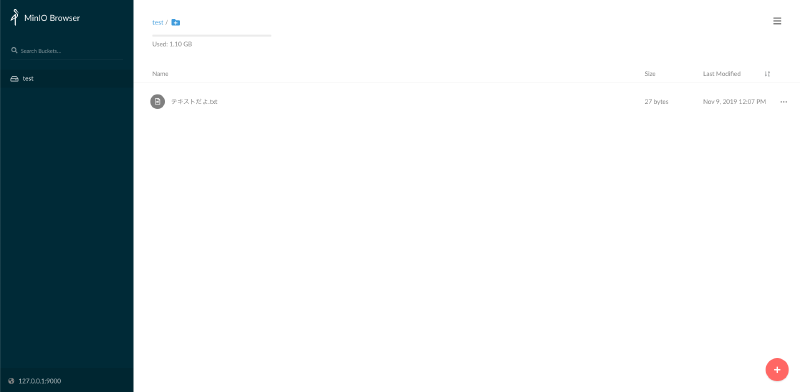 MinIO Browser
Search Buckets...
test
127.0.0.1:9000
test /
Used: 1.10 GB
Name Size Last Modified
テキストだよ.txt 27 bytes Nov 9, 2019 12:07 PM